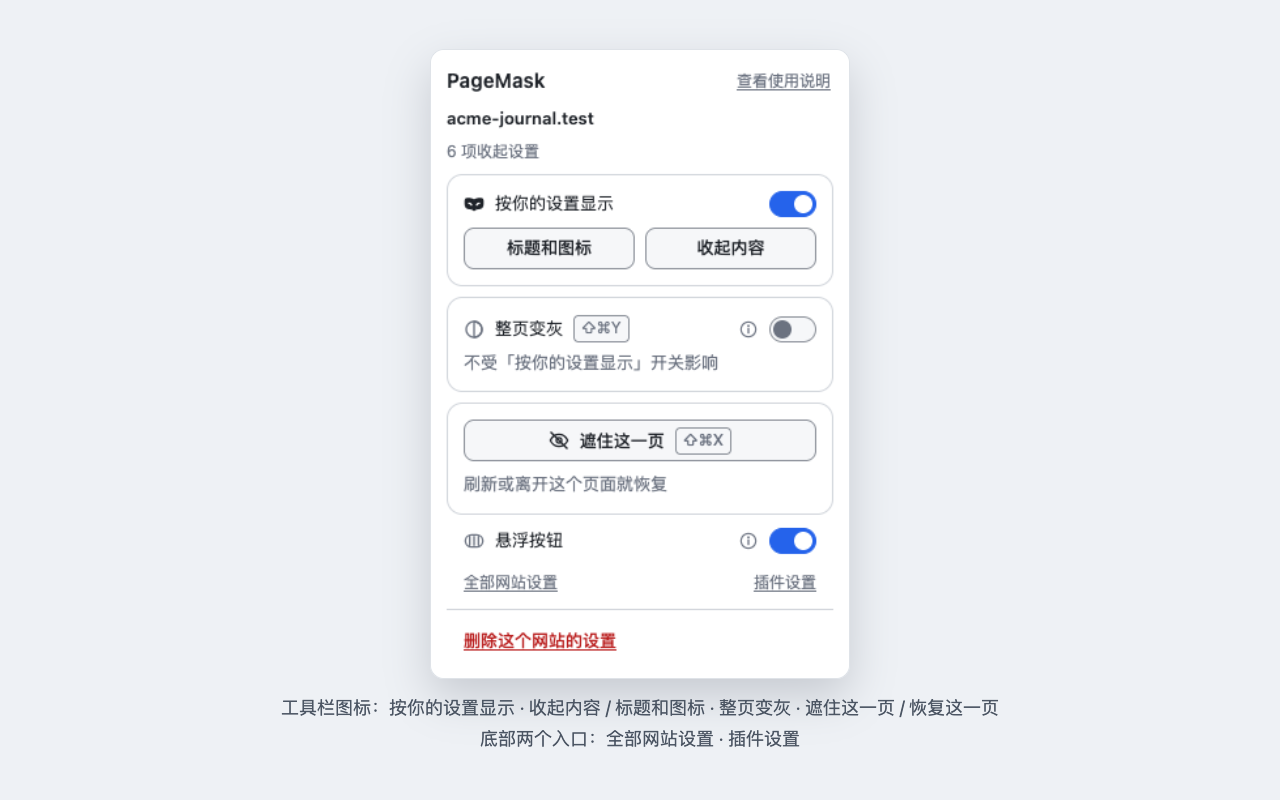 PageMask 查看使用说明
acme-journal.test
6 项收起设置
按你的设置显示
标题和图标 收起内容
整页变灰 ⇧⌘Y
不受「按你的设置显示」开关影响
遮住这一页 ⇧⌘X
刷新或离开这个页面就恢复
悬浮按钮
全部网站设置 插件设置
删除这个网站的设置
工具栏图标：按你的设置显示 · 收起内容 / 标题和图标 · 整页变灰 · 遮住这一页 / 恢复这一页
底部两个入口：全部网站设置 · 插件设置